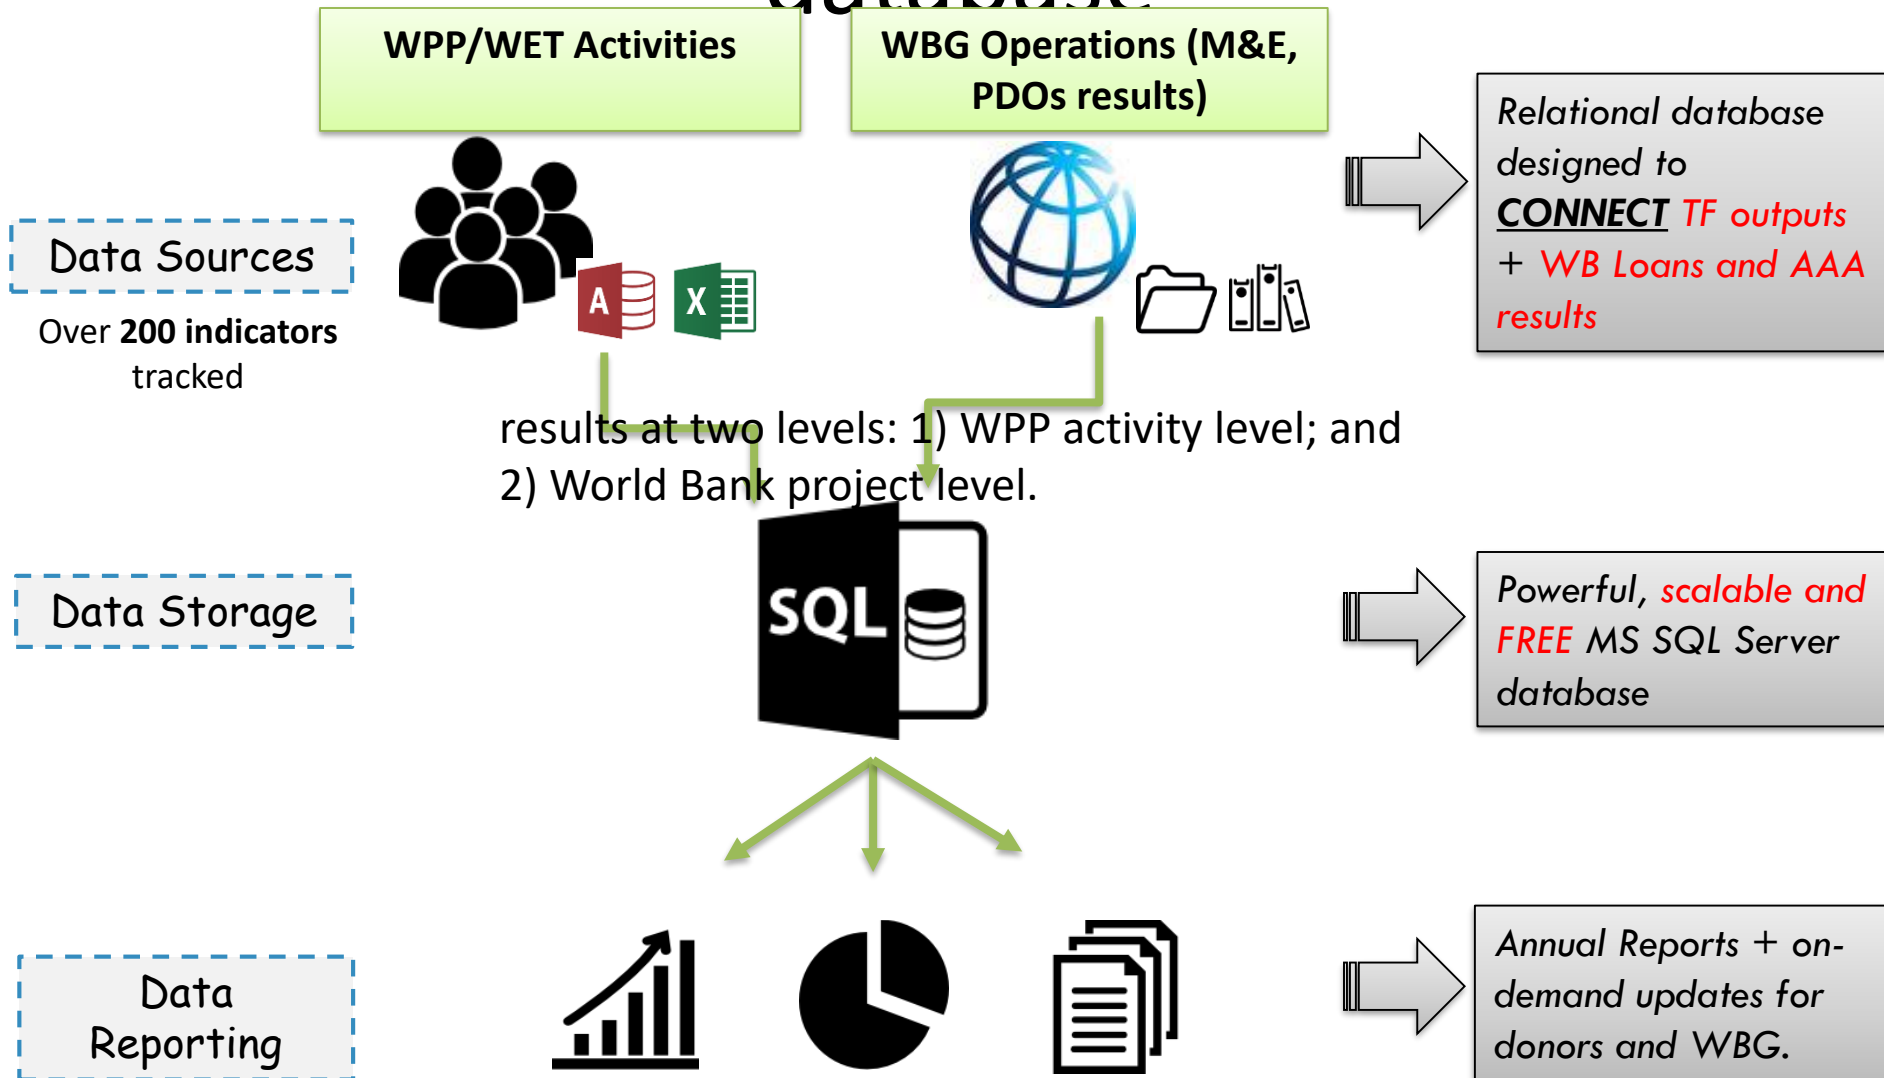 database
WPP/WET Activities
WBG Operations (M&E,
PDOs results)
Relational database
designed to
CONNECT TF outputs
+ WB Loans and AAA
results
Data Sources
Over 200 indicators
tracked
A
X
results at two levels: 1) WPP activity level; and
2) World Bank project level.
SQL
Data Storage
Powerful, scalable and
FREE MS SQL Server
database
Data
Reporting
Annual Reports + on-
demand updates for
donors and WBG.